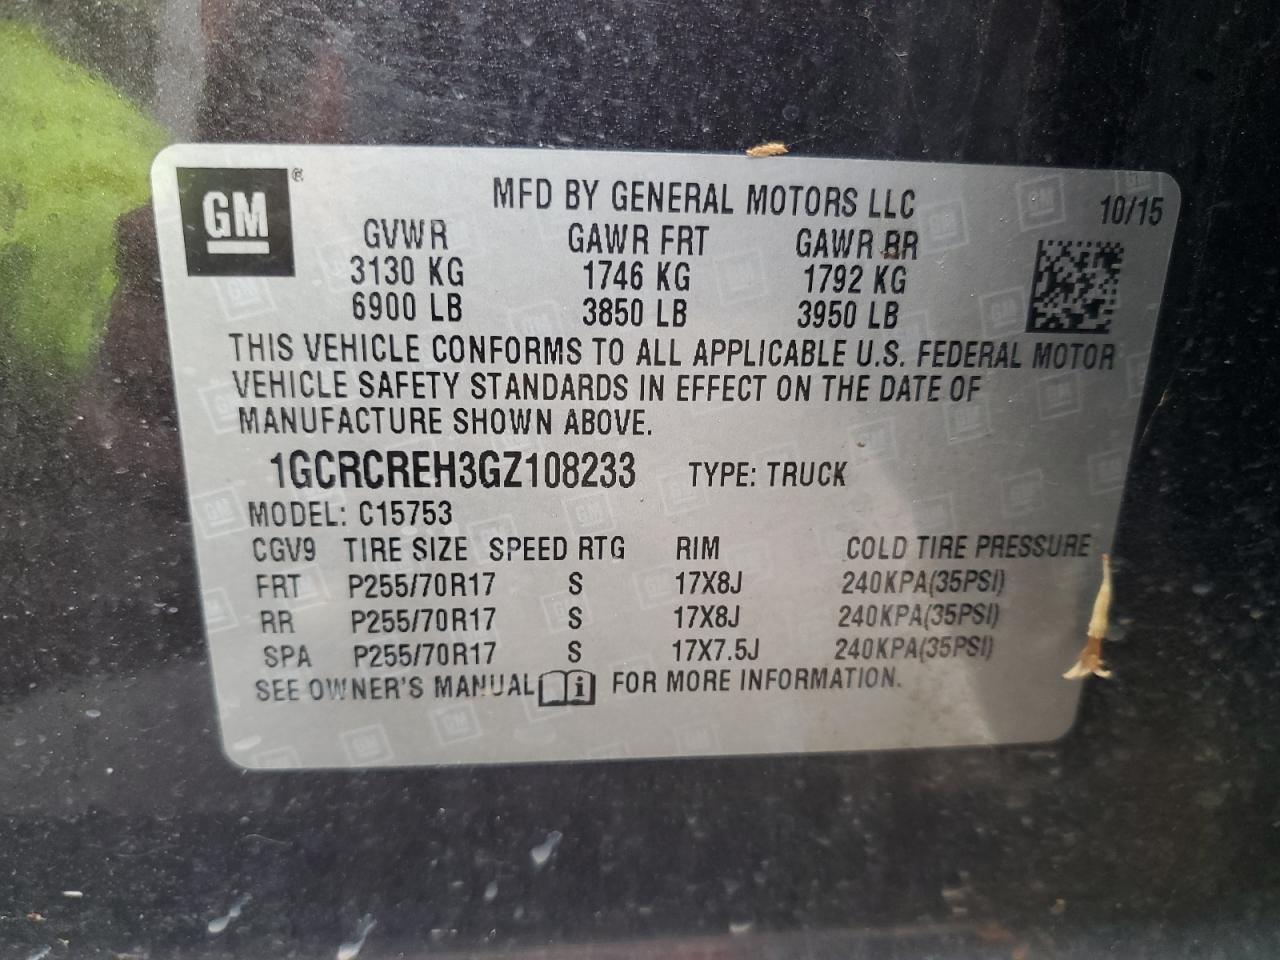 GM®
MFD BY GENERAL MOTORS LLC 10/15
GVWR GAWR FRT GAWR RR
3130 KG 1746 KG 1792 KG
6900 LB 3850 LB 3950 LB
THIS VEHICLE CONFORMS TO ALL APPLICABLE U.S. FEDERAL MOTOR
VEHICLE SAFETY STANDARDS IN EFFECT ON THE DATE OF
MANUFACTURE SHOWN ABOVE.
1GCRCREH3GZ108233 TYPE: TRUCK
MODEL: C15753
CGV9 TIRE SIZE SPEED RTG RIM COLD TIRE PRESSURE
FRT P255/70R17 S 17X8J 240KPA(35PSI)
RR P255/70R17 S 17X8J 240KPA(35PSI)
SPA P255/70R17 S 17X7.5J 240KPA(35PSI)
SEE OWNER'S MANUAL i FOR MORE INFORMATION.